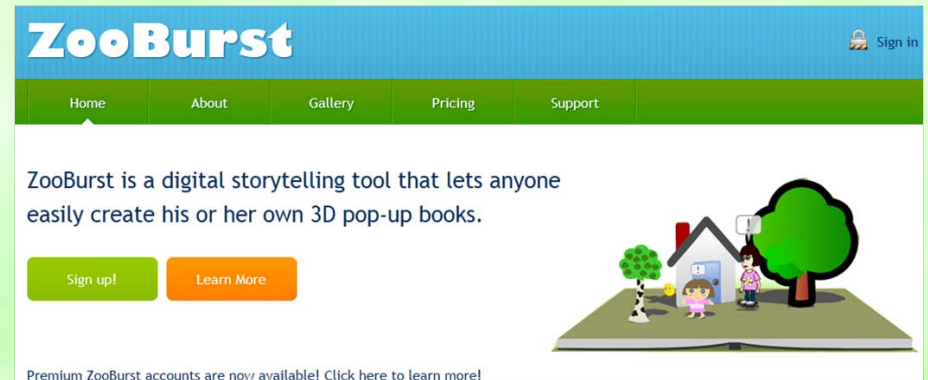 ZooBurst
Sign in
Home About Gallery Pricing Support
ZooBurst is a digital storytelling tool that lets anyone
easily create his or her own 3D pop-up books.
!
!
Sign up! Learn More
Premium ZooBurst accounts are now available! Click here to learn more!